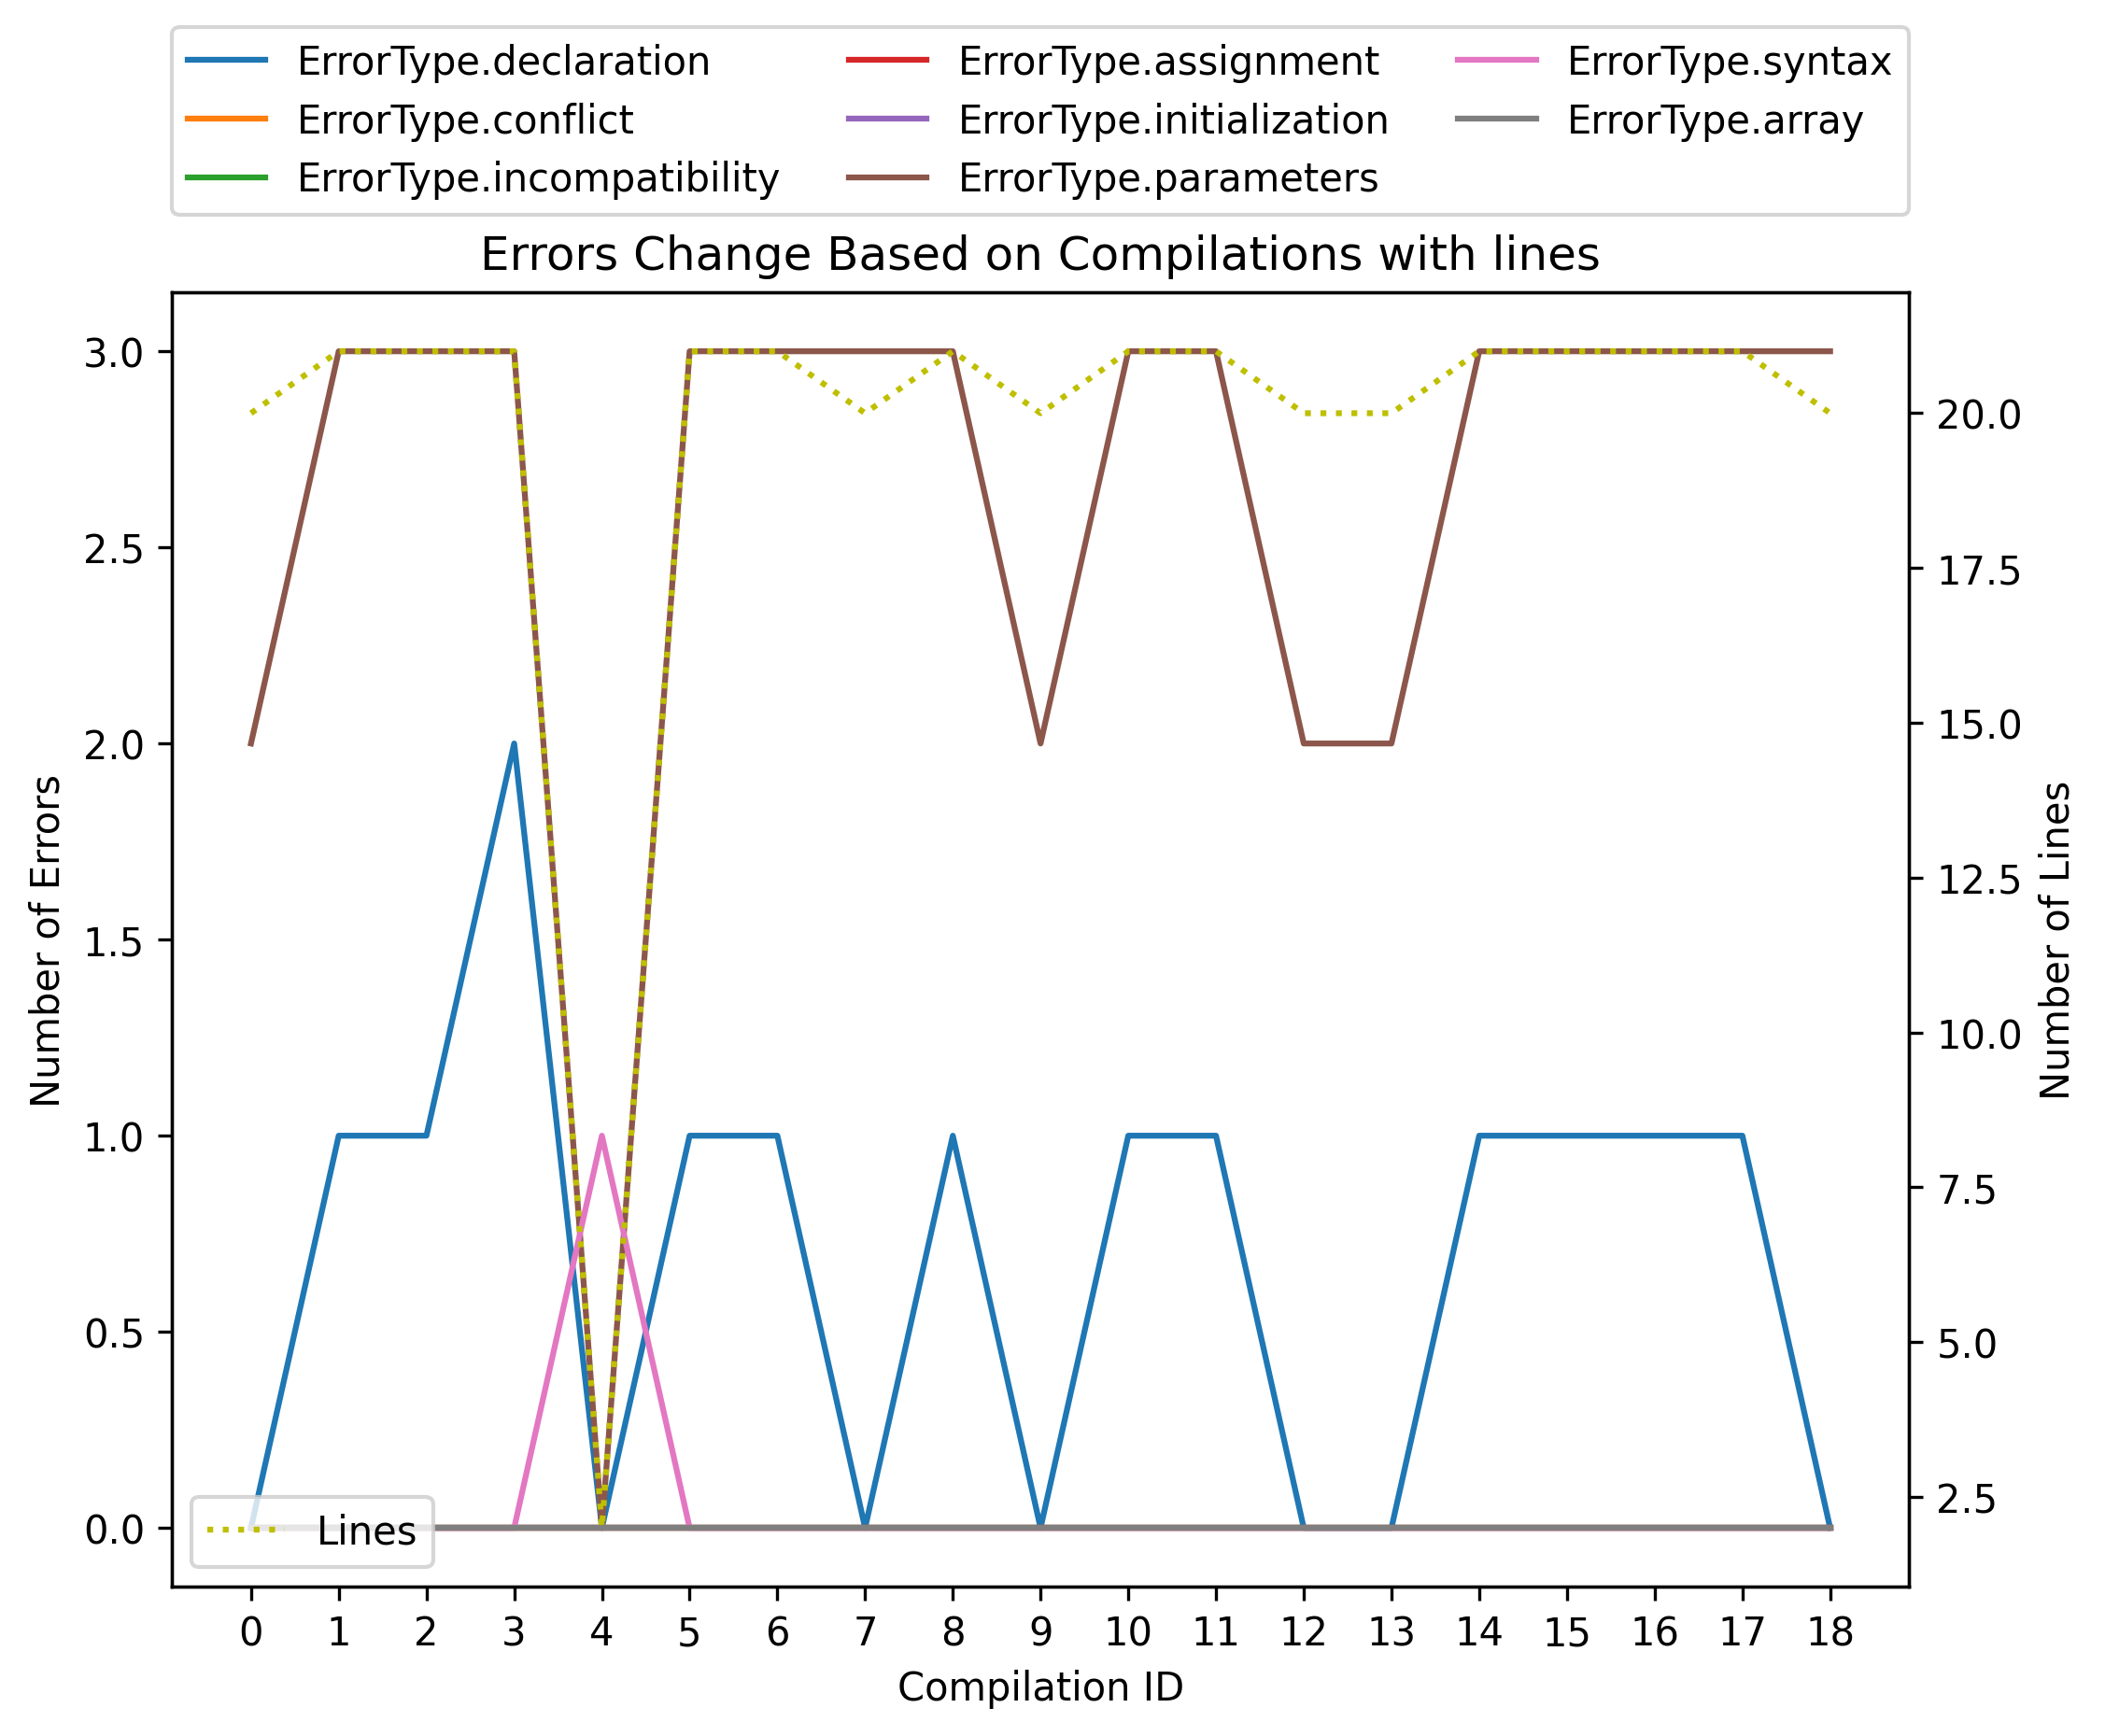 ErrorType.declaration
ErrorType.conflict
ErrorType.incompatibility
ErrorType.assignment
ErrorType.initialization
ErrorType.parameters
ErrorType.syntax
ErrorType.array
Errors Change Based on Compilations with lines
Number of Errors
3.0
2.5
2.0
1.5
1.0
0.5
0.0
Lines
20.0
17.5
15.0
12.5
10.0
7.5
5.0
2.5
Number of Lines
0 1 2 3 4 5 6 7 8 9 10 11 12 13 14 15 16 17 18
Compilation ID